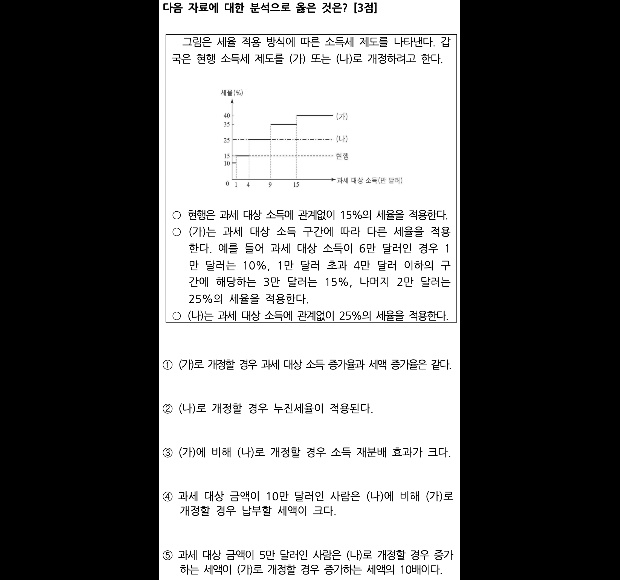 다음 자료에 대한 분석으로 옳은 것은? [3점]
그림은 세율 적용 방식에 따른 소득세 제도를 나타낸다. 갑
국은 현행 소득세 제도를 (가) 또는 (나)로 개정하려고 한다.
세율(%)
40
35
25
15
10
0 1 4 9 15
(가)
(나)
현행
과세 대상 소득(만 달러)
○ 현행은 과세 대상 소득에 관계없이 15%의 세율을 적용한다.
○ (가)는 과세 대상 소득 구간에 따라 다른 세율을 적용
한다. 예를 들어 과세 대상 소득이 6만 달러인 경우 1
만 달러는 10%, 1만 달러 초과 4만 달러 이하의 구
간에 해당하는 3만 달러는 15%, 나머지 2만 달러는
25%의 세율을 적용한다.
○ (나)는 과세 대상 소득에 관계없이 25%의 세율을 적용한다.
① (가)로 개정할 경우 과세 대상 소득 증가율과 세액 증가율은 같다.
② (나)로 개정할 경우 누진세율이 적용된다.
③ (가)에 비해 (나)로 개정할 경우 소득 재분배 효과가 크다.
④ 과세 대상 금액이 10만 달러인 사람은 (나)에 비해 (가)로
개정할 경우 납부할 세액이 크다.
⑤ 과세 대상 금액이 5만 달러인 사람은 (나)로 개정할 경우 증가
하는 세액이 (가)로 개정할 경우 증가하는 세액의 10배이다.